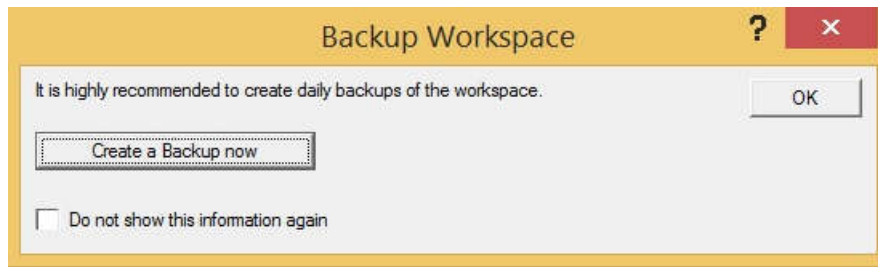 Backup Workspace
?
×
It is highly recommended to create daily backups of the workspace.
OK
Create a Backup now
Do not show this information again